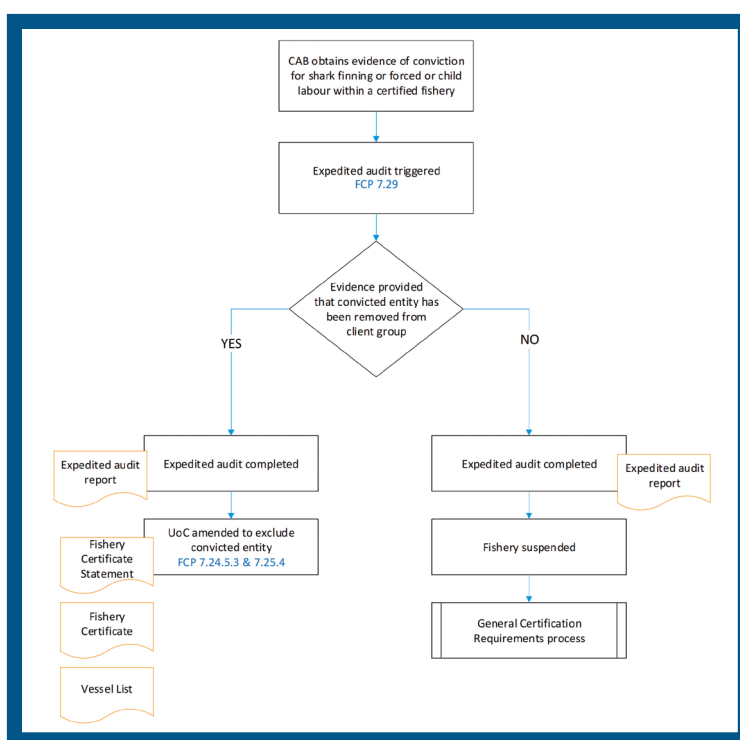 CAB obtains evidence of conviction
for shark finning or forced or child
labour within a certified fishery
Expedited audit triggered
FCP 7.29
Evidence provided
that convicted entity has
been removed from
client group
YES
NO
Expedited audit
report
Expedited audit completed
Expedited audit completed
Expedited audit
report
Fishery
Certificate
Statement
UoC amended to exclude
convicted entity
FCP 7.24.5.3 & 7.25.4
Fishery suspended
Fishery
Certificate
General Certification
Requirements process
Vessel List